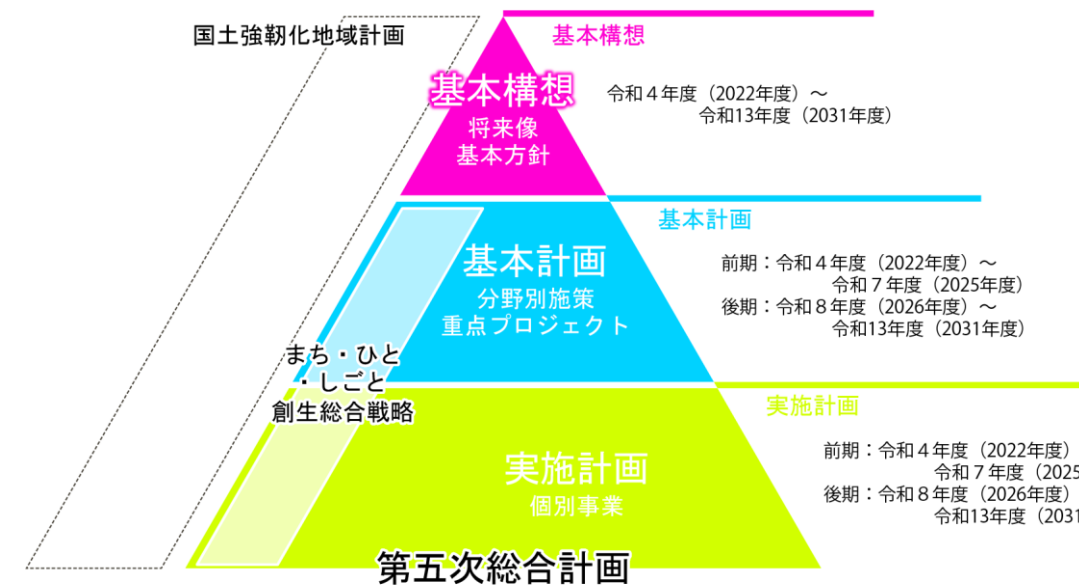 国土強靭化地域計画
基本構想
基本構想
将来像
基本方針
令和４年度（2022年度）～
令和13年度（2031年度）
基本計画
基本計画
分野別施策
重点プロジェクト
前期：令和４年度（2022年度）～
令和７年度（2025年度）
後期：令和８年度（2026年度）～
令和13年度（2031年度）
まち・ひと
・しごと
創生総合戦略
実施計画
実施計画
個別事業
前期：令和４年度（2022年度）
令和７年度（2025
後期：令和８年度（2026年度）
令和13年度（2031
第五次総合計画